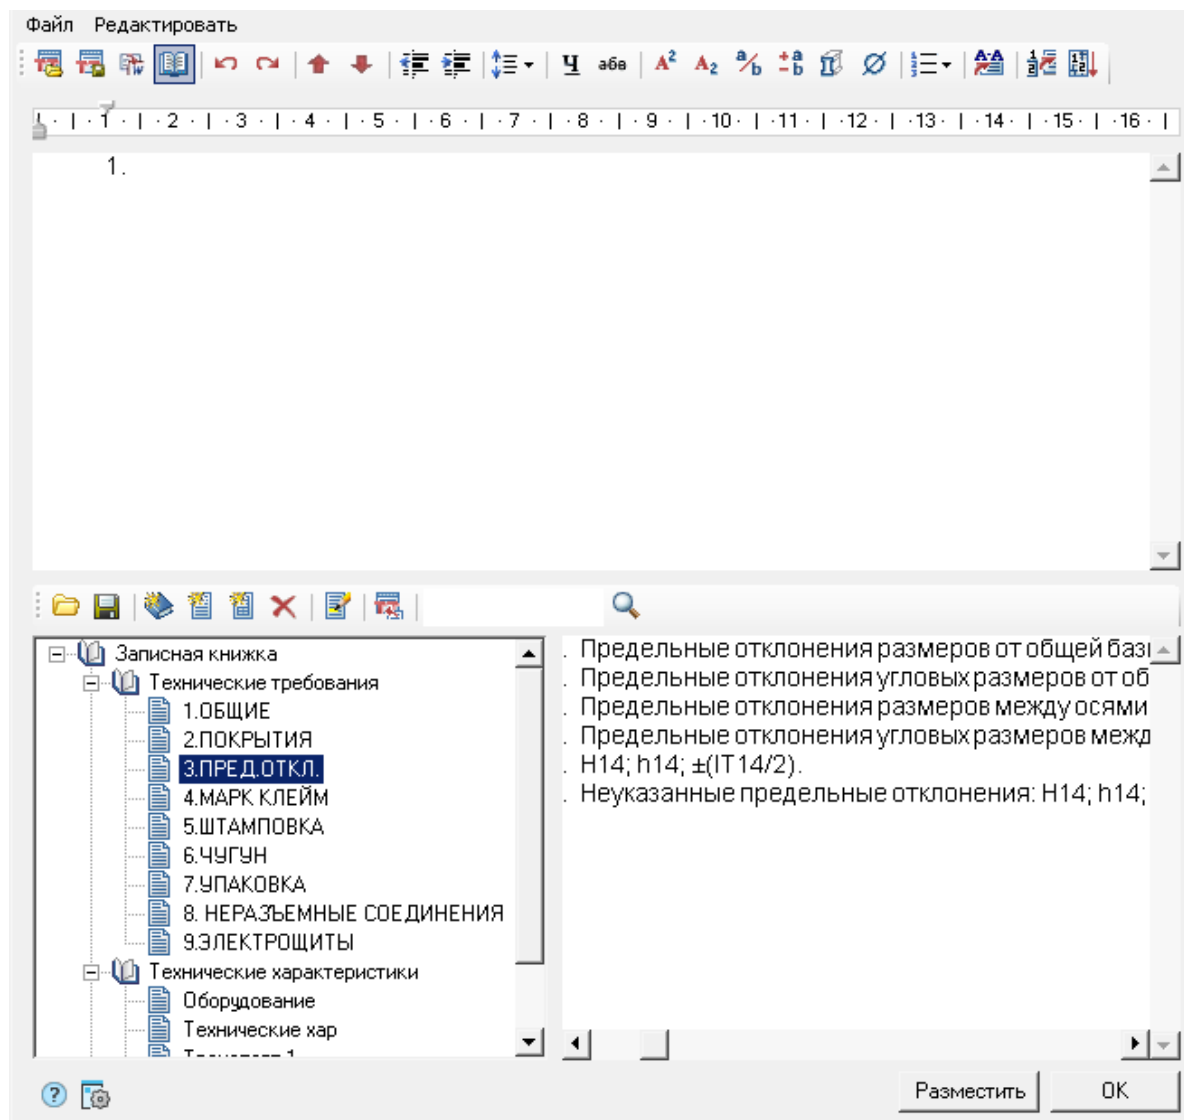 Файл Редактировать
Ч абв A² A₂ a/b ±a b
1 2 3 4 5 6 7 8 9 10 11 12 13 14 15 16
1.
Записная книжка
Технические требования
1.ОБЩИЕ
2.ПОКРЫТИЯ
3.ПРЕД.ОТКЛ.
4.МАРК КЛЕЙМ
5.ШТАМПОВКА
6.ЧУГУН
7.УПАКОВКА
8. НЕРАЗЪЕМНЫЕ СОЕДИНЕНИЯ
9.ЭЛЕКТРОЩИТЫ
Технические характеристики
Оборудование
Технические хар
. Предельные отклонения размеров от общей баз
. Предельные отклонения угловых размеров от об
. Предельные отклонения размеров между осями
. Предельные отклонения угловых размеров межд
. H14; h14; ±(IT14/2).
. Неуказанные предельные отклонения: H14; h14;
Разместить OK